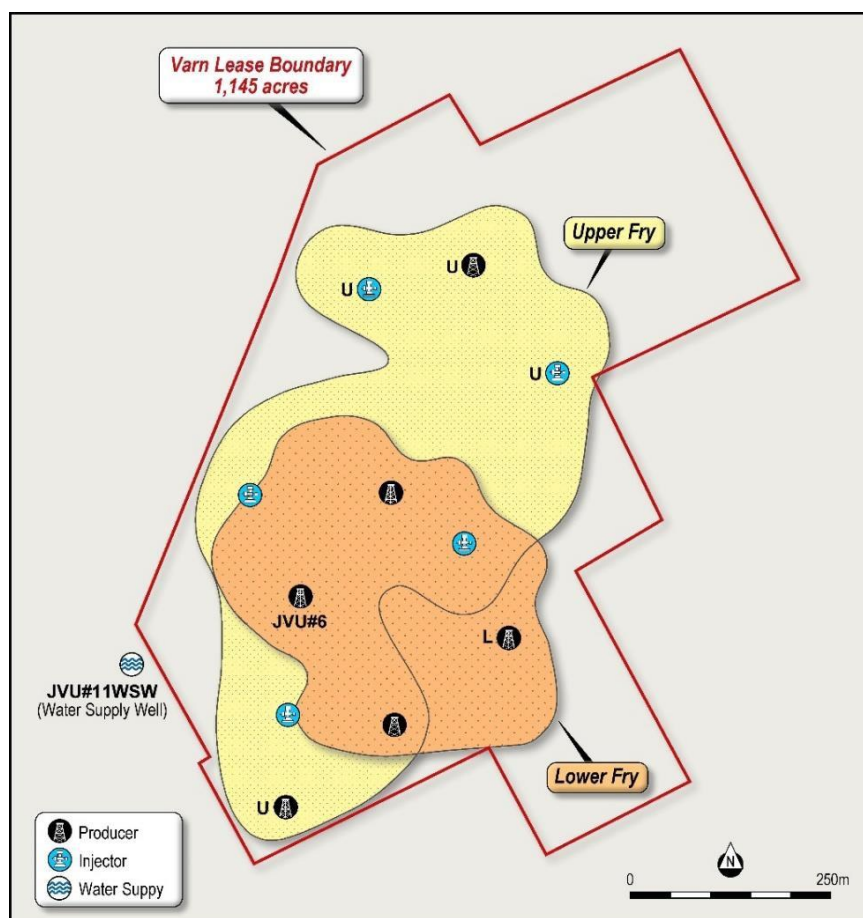 Varn Lease Boundary
1,145 acres
Upper Fry
U
U
U
JVU#6
L
JVU#11WSW
(Water Supply Well)
Lower Fry
U
Producer
Injector
Water Suppy
N
0
250m